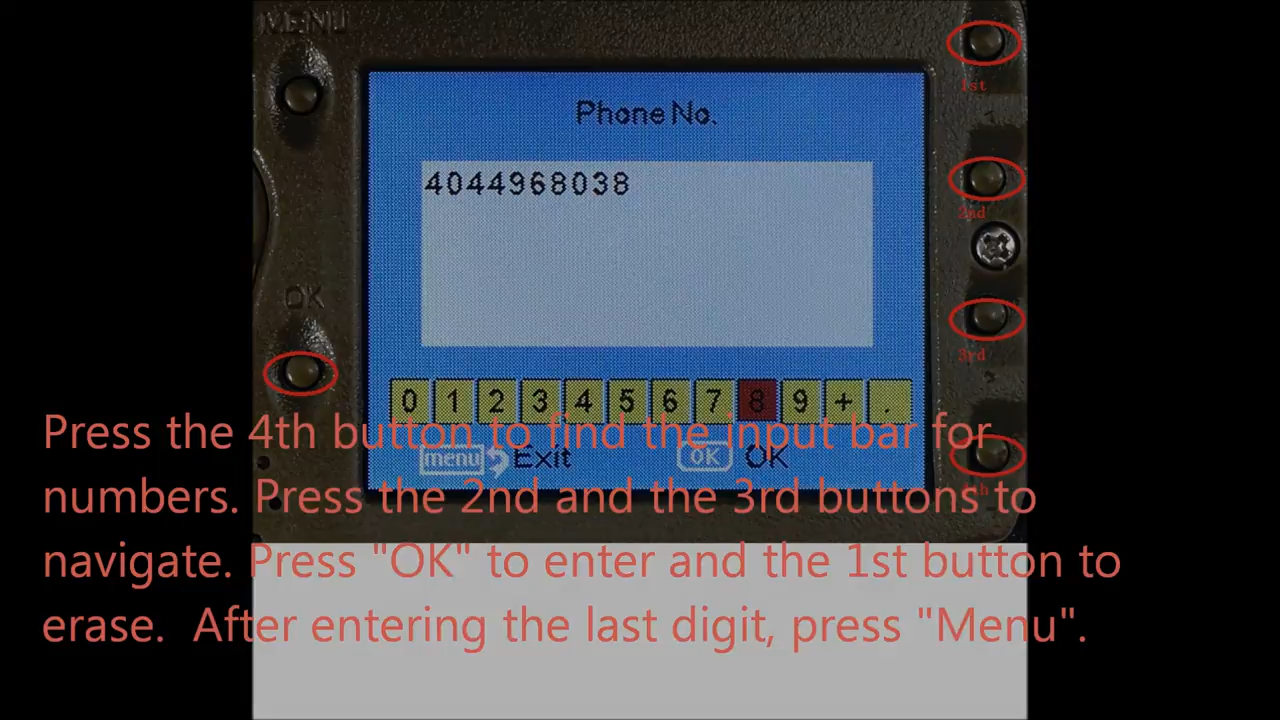 MENU
1st
Phone No.
4044968038
2nd
OK
3rd
0 1 2 3 4 5 6 7 8 9 + .
menu Exit OK OK
4th
Press the 4th button to find the input bar for
numbers. Press the 2nd and the 3rd buttons to
navigate. Press "OK" to enter and the 1st button to
erase. After entering the last digit, press "Menu".